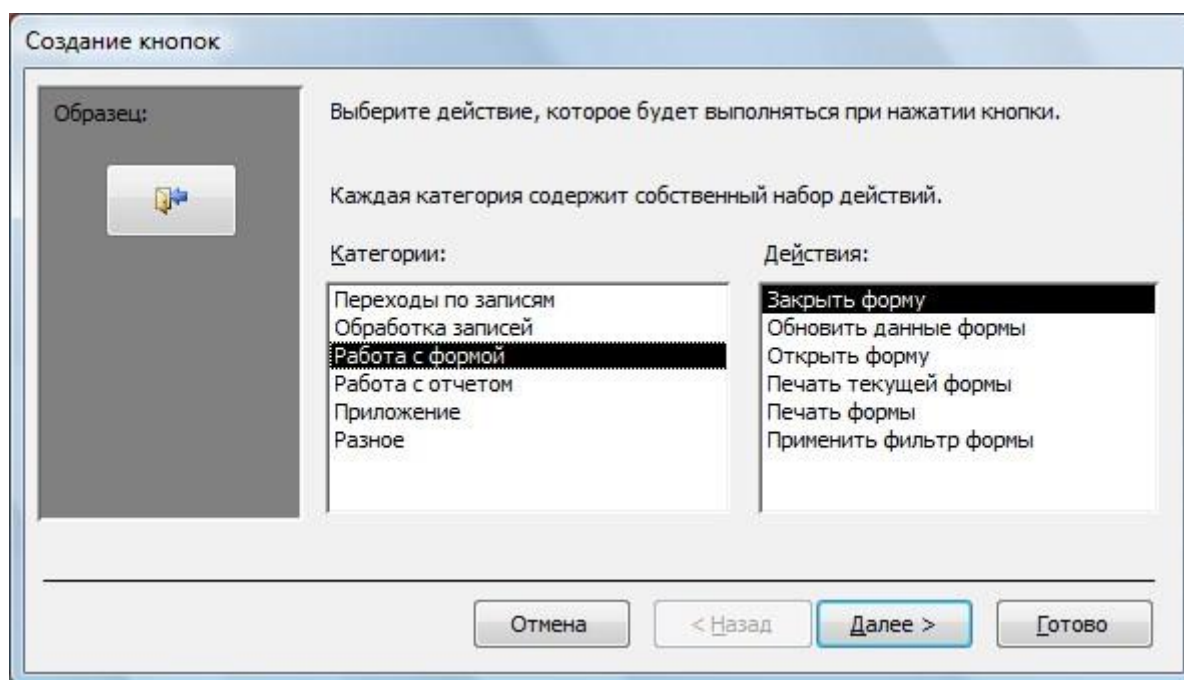 Создание кнопок
Образец:
Выберите действие, которое будет выполняться при нажатии кнопки.
Каждая категория содержит собственный набор действий.
Категории:
Переходы по записям
Обработка записей
Работа с формой
Работа с отчетом
Приложение
Разное
Действия:
Закрыть форму
Обновить данные формы
Открыть форму
Печать текущей формы
Печать формы
Применить фильтр формы
Отмена
< Назад
Далее >
Готово